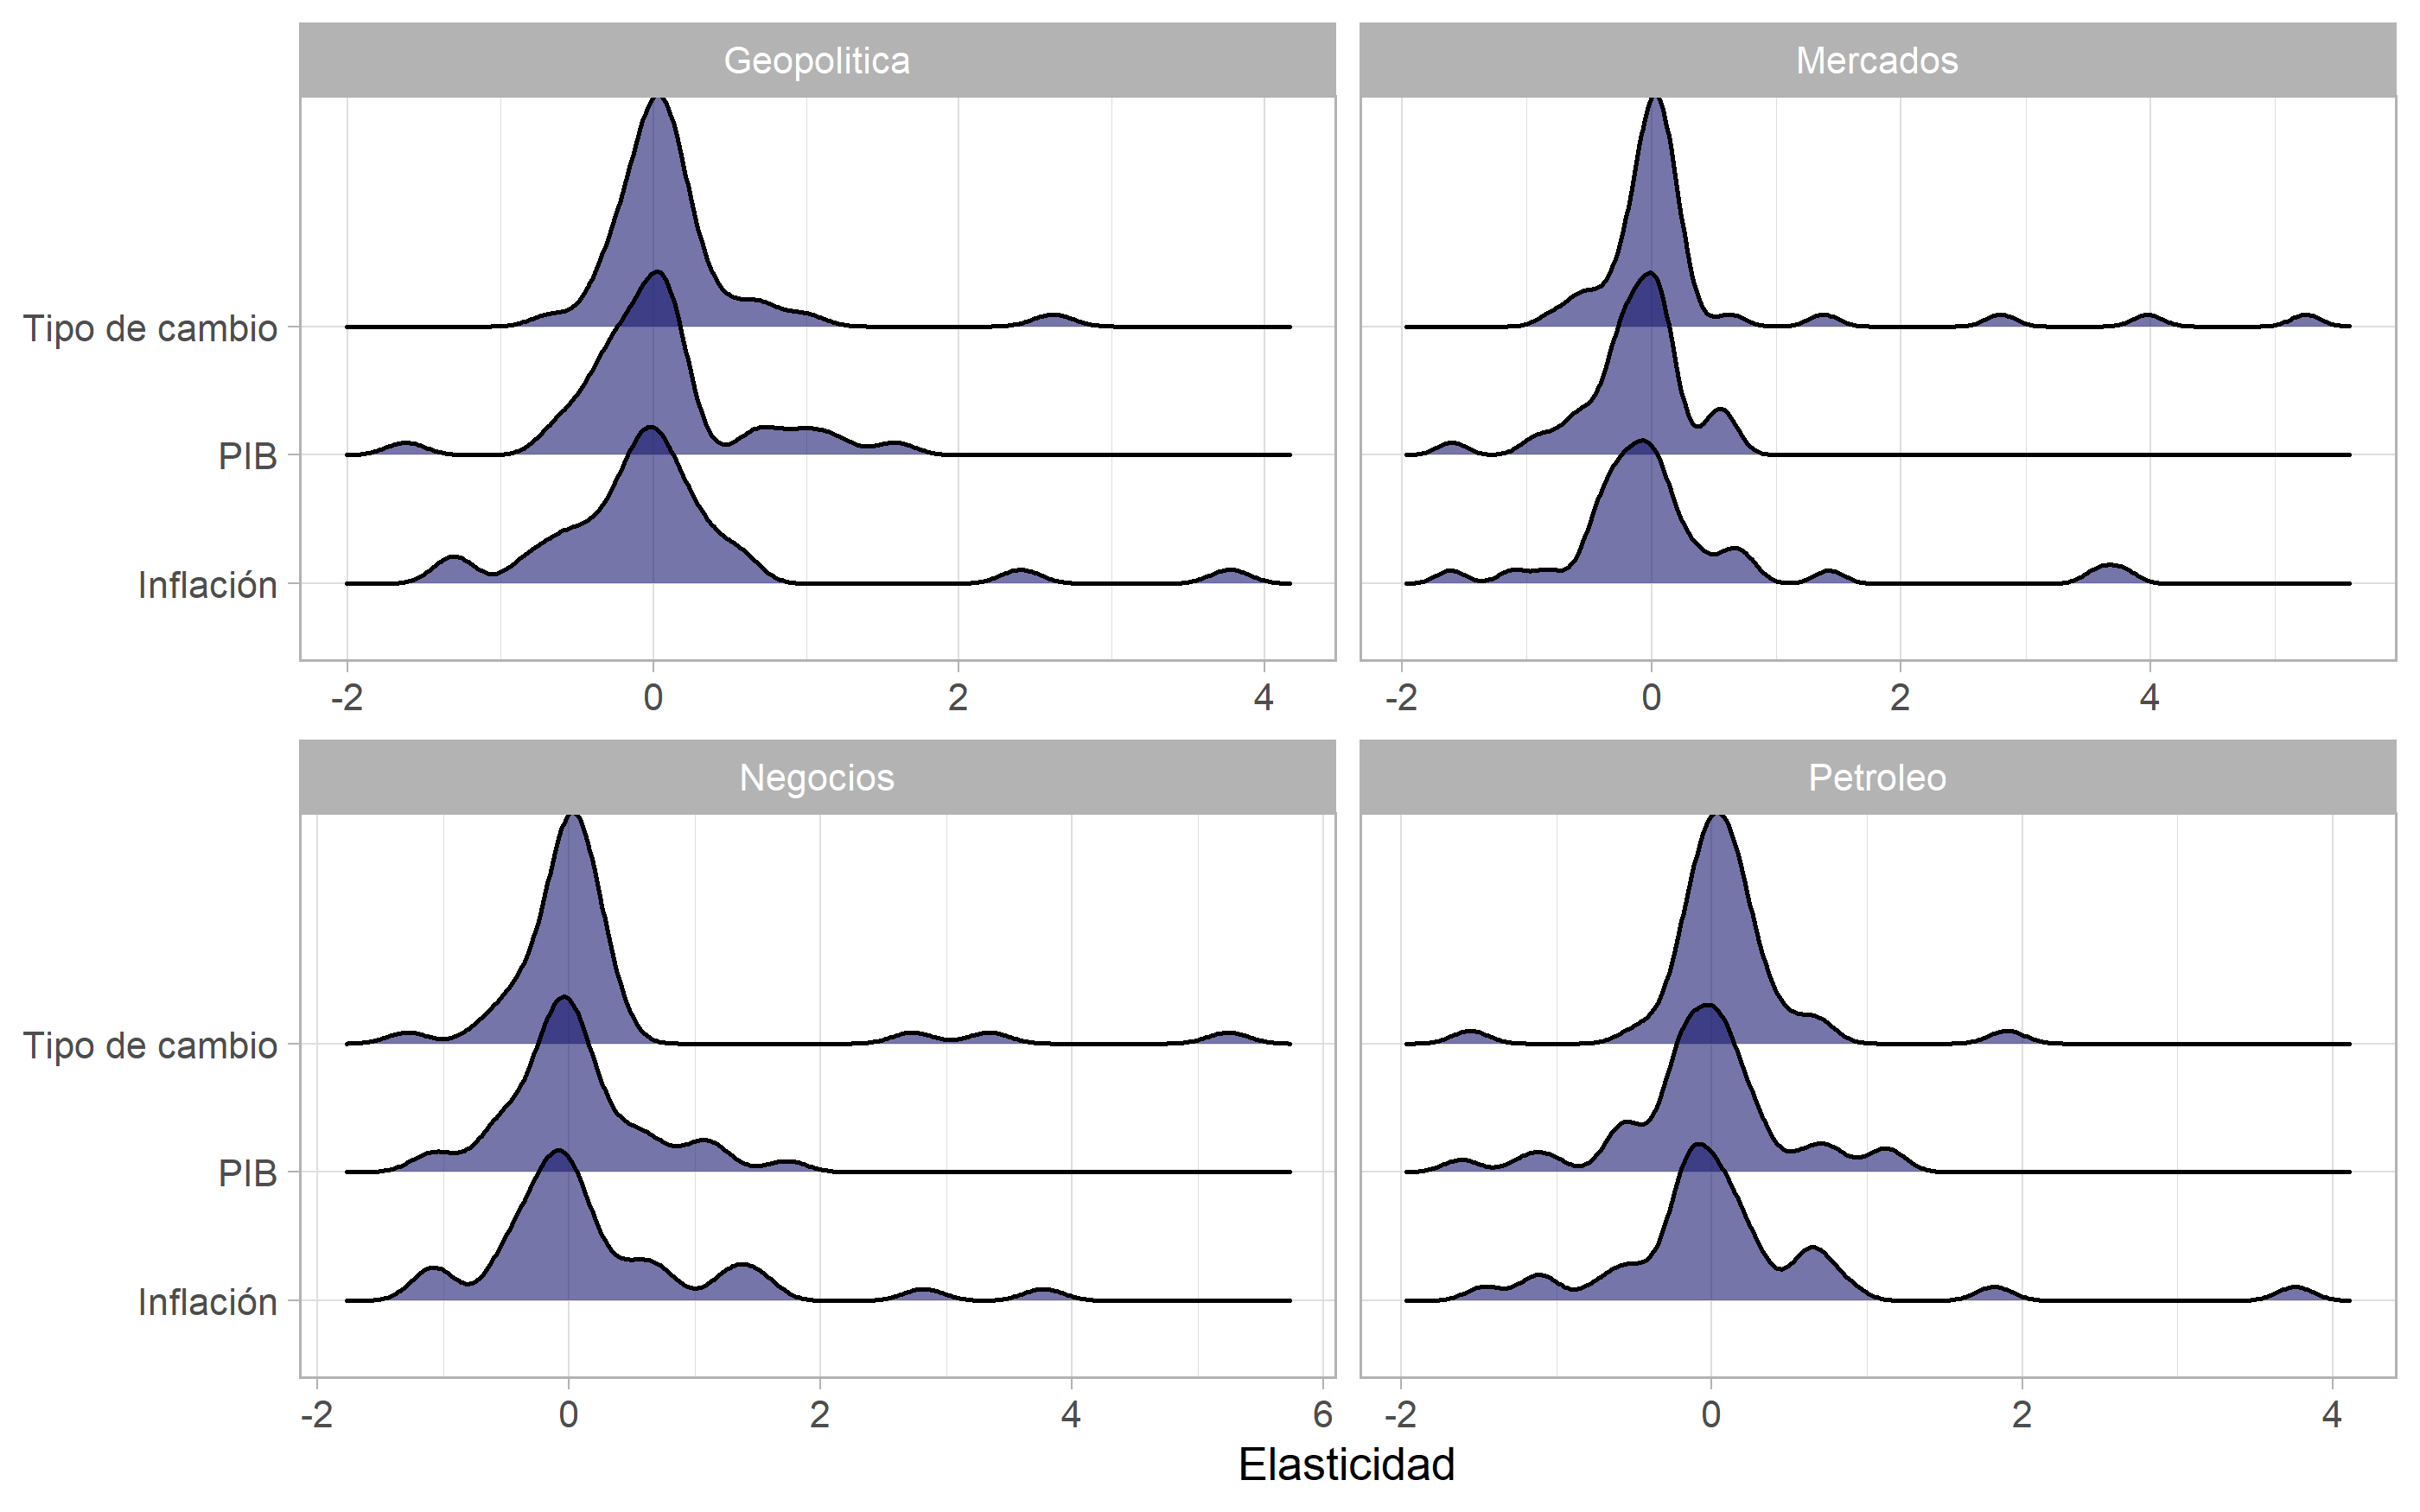 Geopolitica
Mercados
Tipo de cambio
PIB
Inflación
-2 0 2 4
-2 0 2 4
Negocios
Petroleo
Tipo de cambio
PIB
Inflación
-2 0 2 4 6
-2 0 2 4
Elasticidad